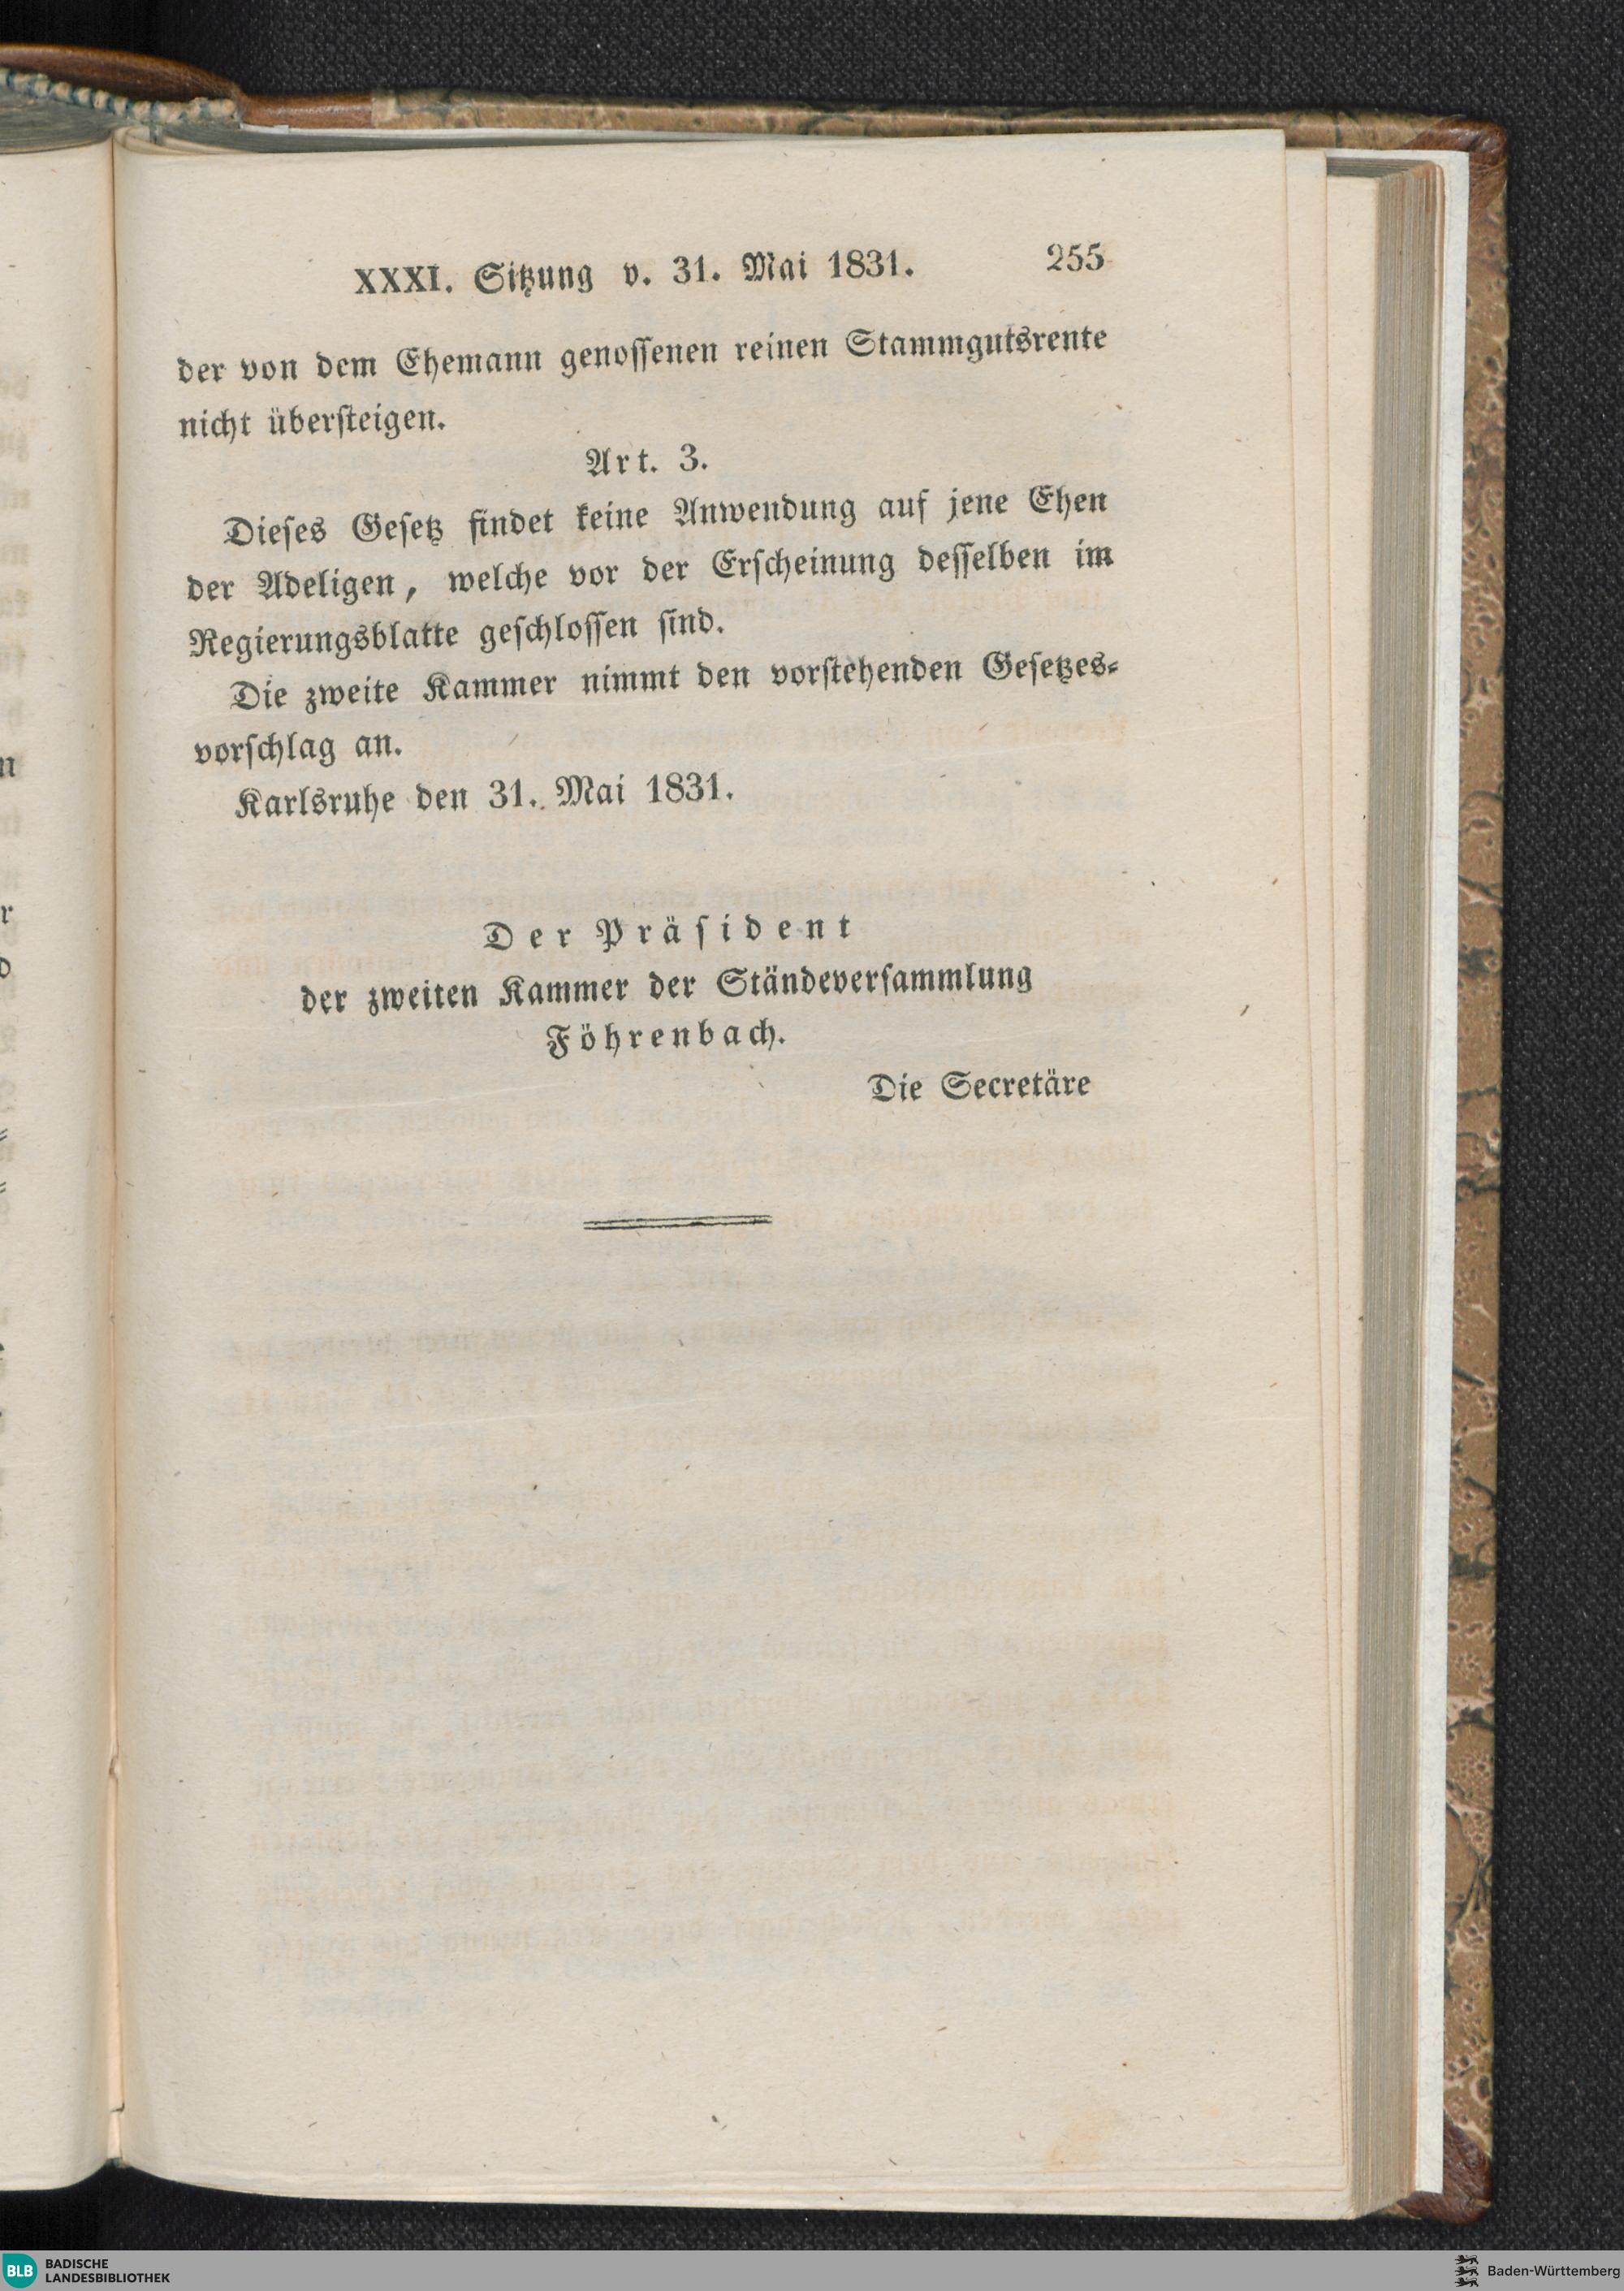 XXXI. Sitzung v. 31. Mai 1831. 255
der von dem Ehemann genoſſenen reinen Stammgutsrente
nicht überſteigen.
Art. 3.
Dieſes Geſetz findet keine Anwendung auf jene Ehen
der Adeligen, welche vor der Erſcheinung deſſelben im
Regierungsblatte geſchloſſen ſind.
Die zweite Kammer nimmt den vorſtehenden Geſetzes-
vorſchlag an.
Karlsruhe den 31. Mai 1831.
Der Präſident
der zweiten Kammer der Ständeverſammlung
Föhrenbach.
Die Secretäre
BLB BADISCHE
LANDESBIBLIOTHEK
Baden-Württemberg